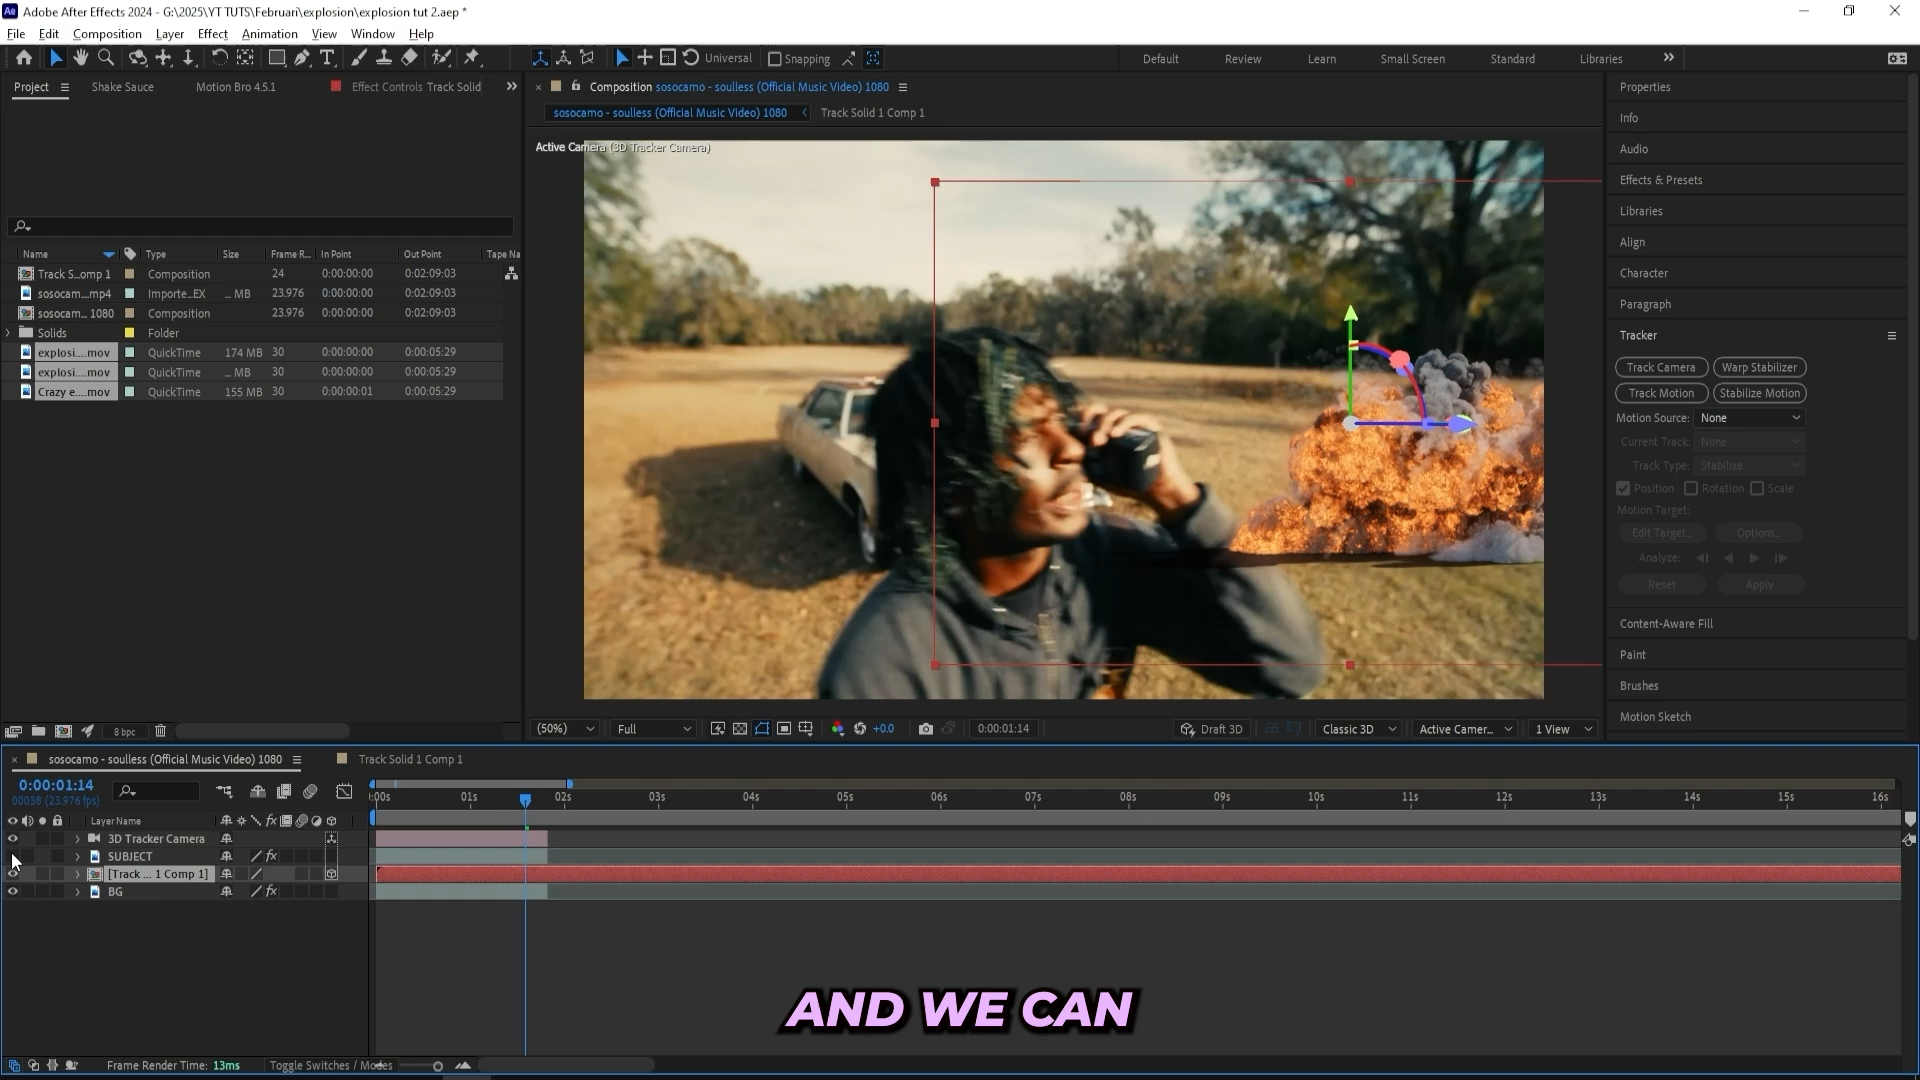 Adobe After Effects 2024 - G:\2025\YT TUTS\Februari\explosion\explosion tut 2.aep *
File Edit Composition Layer Effect Animation View Window Help
Universal Snapping Default Review Learn Small Screen Standard Libraries
Project Shake Sauce Motion Bro 4.5.1 Effect Controls Track Solid
Composition sosocamo - soulless (Official Music Video) 1080
sosocamo - soulless (Official Music Video) 1080 Track Solid 1 Comp 1
Active Camera (3D Tracker Camera)
Name Type Size Frame R... In Point Out Point Tape Na
Track S...omp 1 Composition 24 0:00:00:00 0:02:09:03
sosocam....mp4 Importe...EX ... MB 23.976 0:00:00:00 0:02:09:03
sosocam... 1080 Composition 23.976 0:00:00:00 0:02:09:03
Solids Folder
explosi....mov QuickTime 174 MB 30 0:00:00:00 0:00:05:29
explosi....mov QuickTime ... MB 30 0:00:00:00 0:00:05:29
Crazy e....mov QuickTime 155 MB 30 0:00:00:01 0:00:05:29
8 bpc
Properties
Info
Audio
Effects & Presets
Libraries
Align
Character
Paragraph
Tracker
Track Camera Warp Stabilizer
Track Motion Stabilize Motion
Motion Source: None
Current Track: None
Track Type: Stabilize
Position Rotation Scale
Motion Target:
Edit Target... Options...
Analyze:
Reset Apply
Content-Aware Fill
Paint
Brushes
Motion Sketch
(50%) Full +0.0 0:00:01:14 Draft 3D Classic 3D Active Camer... 1 View
sosocamo - soulless (Official Music Video) 1080 Track Solid 1 Comp 1
0:00:01:14
00038 (23.976 fps)
:00s 01s 02s 03s 04s 05s 06s 07s 08s 09s 10s 11s 12s 13s 14s 15s 16s
Layer Name
3D Tracker Camera
SUBJECT
[Track ... 1 Comp 1]
BG
AND WE CAN
Frame Render Time: 13ms Toggle Switches / Modes